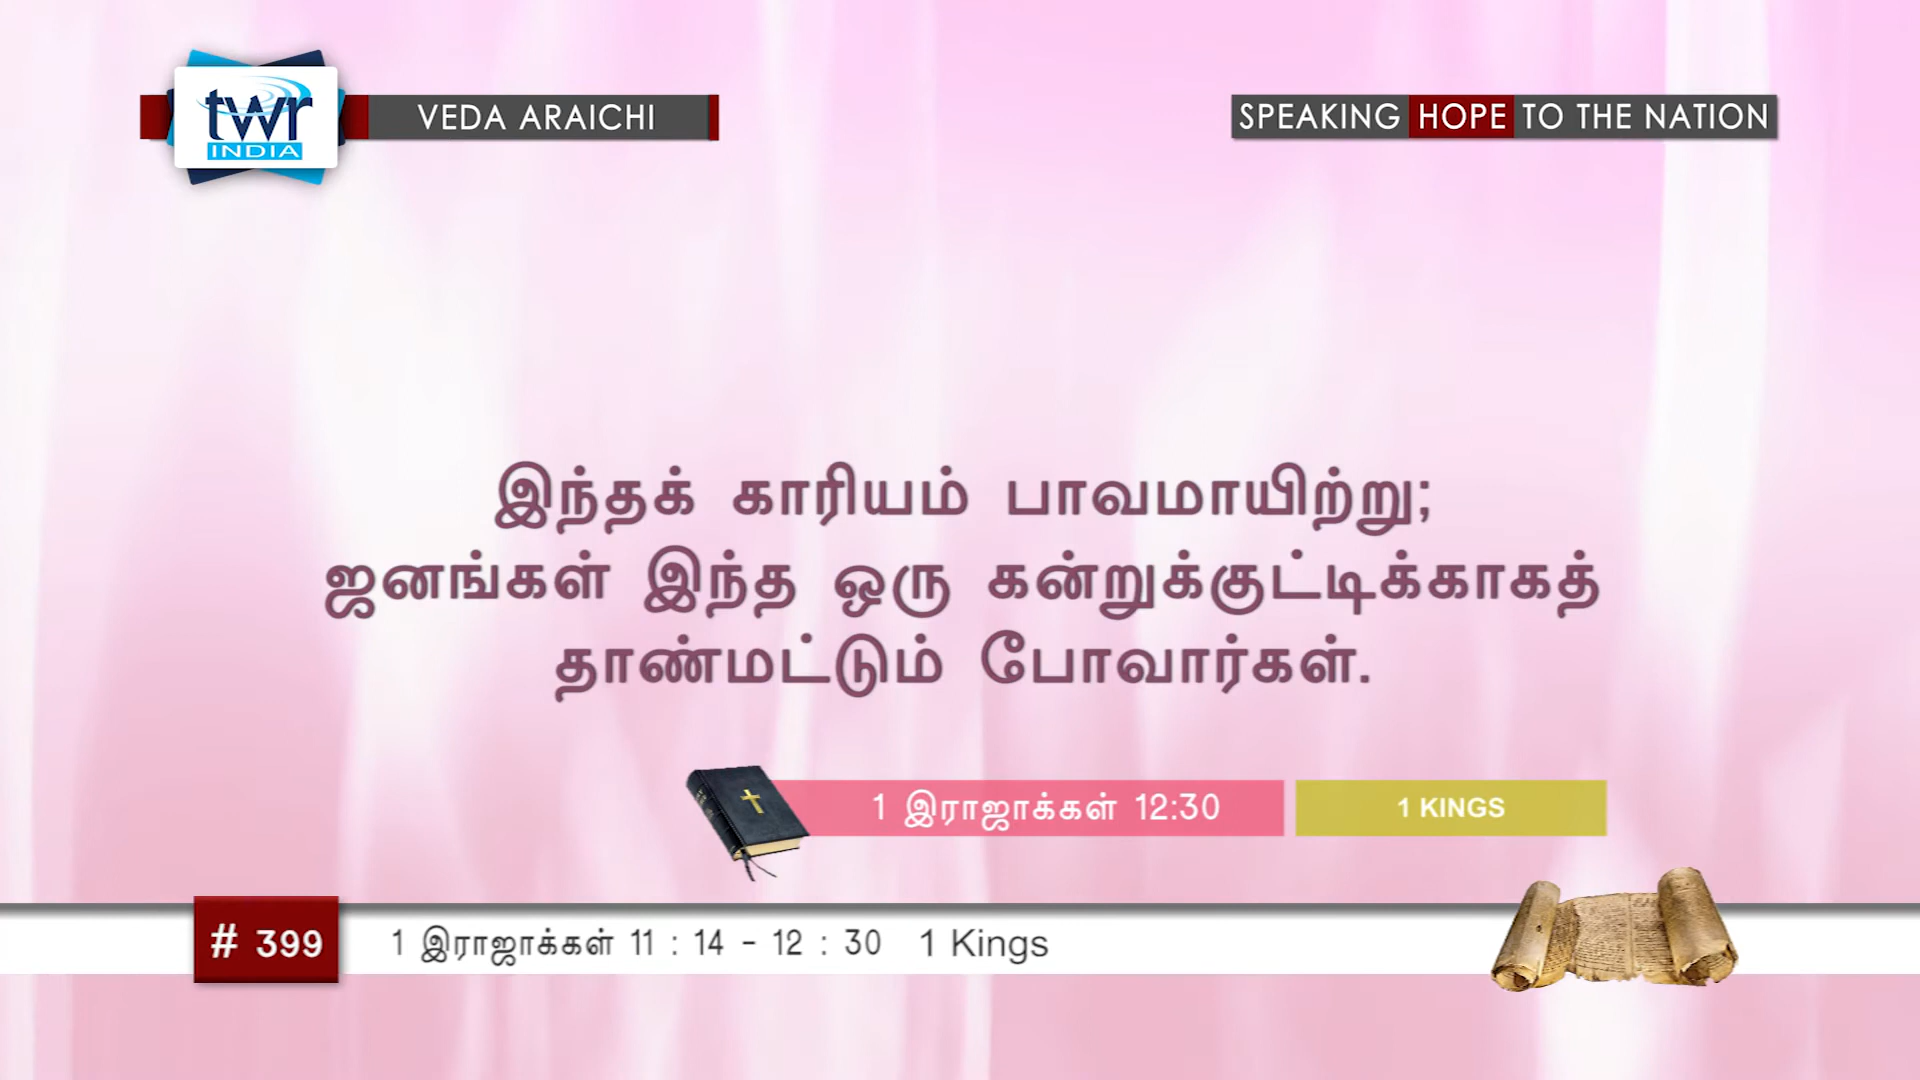 twr
INDIA
VEDA ARAICHI
SPEAKING HOPE TO THE NATION
இந்தக் காரியம் பாவமாயிற்று;
ஜனங்கள் இந்த ஒரு கன்றுக்குட்டிக்காகத்
தாண்மட்டும் போவார்கள்.
1 இராஜாக்கள் 12:30
1 KINGS
# 399
1 இராஜாக்கள் 11 : 14 - 12 : 30 1 Kings